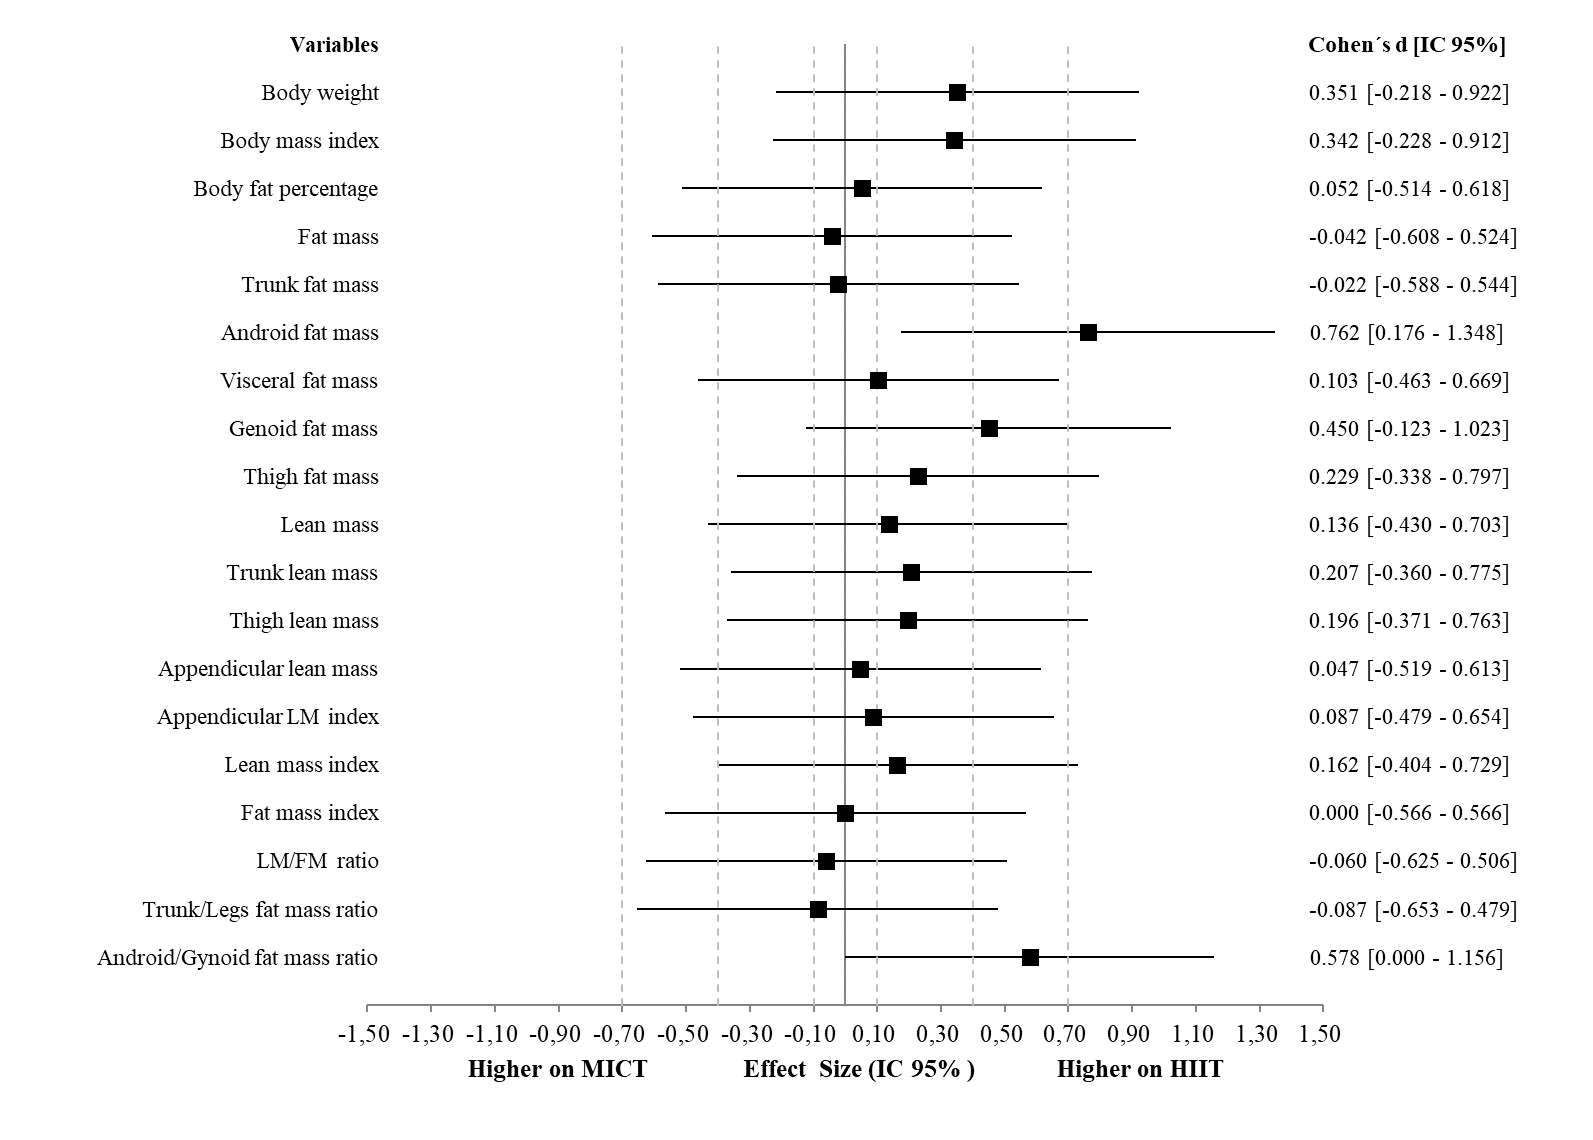 Variables Cohen´s d [IC 95%]
Body weight 0.351 [-0.218 - 0.922]
Body mass index 0.342 [-0.228 - 0.912]
Body fat percentage 0.052 [-0.514 - 0.618]
Fat mass -0.042 [-0.608 - 0.524]
Trunk fat mass -0.022 [-0.588 - 0.544]
Android fat mass 0.762 [0.176 - 1.348]
Visceral fat mass 0.103 [-0.463 - 0.669]
Genoid fat mass 0.450 [-0.123 - 1.023]
Thigh fat mass 0.229 [-0.338 - 0.797]
Lean mass 0.136 [-0.430 - 0.703]
Trunk lean mass 0.207 [-0.360 - 0.775]
Thigh lean mass 0.196 [-0.371 - 0.763]
Appendicular lean mass 0.047 [-0.519 - 0.613]
Appendicular LM index 0.087 [-0.479 - 0.654]
Lean mass index 0.162 [-0.404 - 0.729]
Fat mass index 0.000 [-0.566 - 0.566]
LM/FM ratio -0.060 [-0.625 - 0.506]
Trunk/Legs fat mass ratio -0.087 [-0.653 - 0.479]
Android/Gynoid fat mass ratio 0.578 [0.000 - 1.156]
-1,50 -1,30 -1,10 -0,90 -0,70 -0,50 -0,30 -0,10 0,10 0,30 0,50 0,70 0,90 1,10 1,30 1,50
Higher on MICT Effect Size (IC 95% ) Higher on HIIT